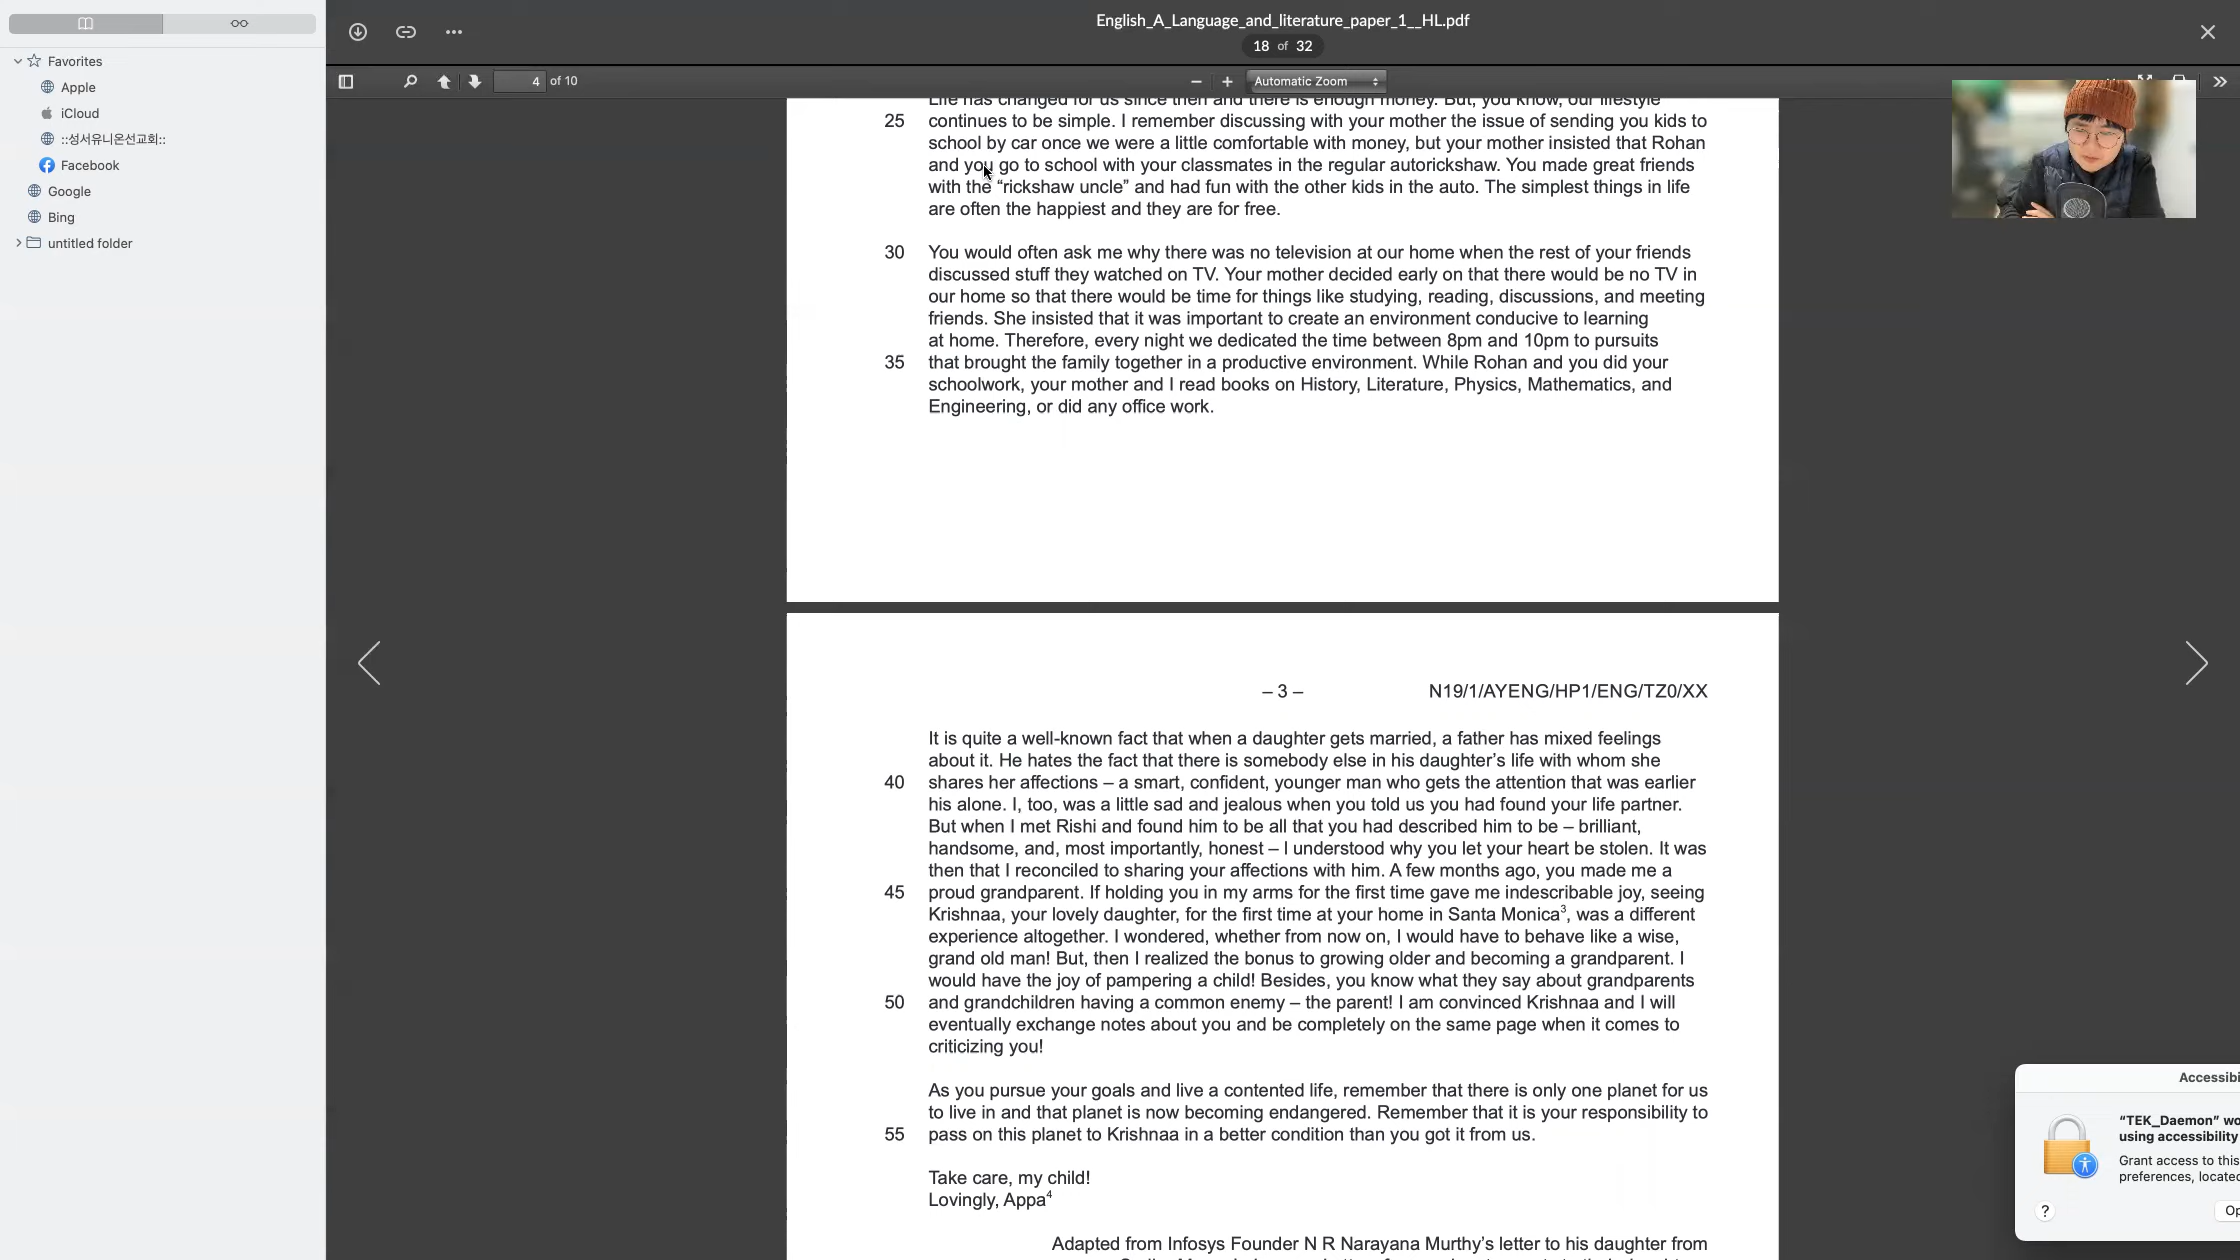 English_A_Language_and_literature_paper_1__HL.pdf
18 of 32
4 of 10
Automatic Zoom
Favorites
Apple
iCloud
::성서유니온선교회::
Facebook
Google
Bing
untitled folder
Life has changed for us since then and there is enough money. But, you know, our lifestyle
25 continues to be simple. I remember discussing with your mother the issue of sending you kids to
school by car once we were a little comfortable with money, but your mother insisted that Rohan
and you go to school with your classmates in the regular autorickshaw. You made great friends
with the “rickshaw uncle” and had fun with the other kids in the auto. The simplest things in life
are often the happiest and they are for free.
30 You would often ask me why there was no television at our home when the rest of your friends
discussed stuff they watched on TV. Your mother decided early on that there would be no TV in
our home so that there would be time for things like studying, reading, discussions, and meeting
friends. She insisted that it was important to create an environment conducive to learning
at home. Therefore, every night we dedicated the time between 8pm and 10pm to pursuits
35 that brought the family together in a productive environment. While Rohan and you did your
schoolwork, your mother and I read books on History, Literature, Physics, Mathematics, and
Engineering, or did any office work.
– 3 – N19/1/AYENG/HP1/ENG/TZ0/XX
It is quite a well-known fact that when a daughter gets married, a father has mixed feelings
about it. He hates the fact that there is somebody else in his daughter’s life with whom she
40 shares her affections – a smart, confident, younger man who gets the attention that was earlier
his alone. I, too, was a little sad and jealous when you told us you had found your life partner.
But when I met Rishi and found him to be all that you had described him to be – brilliant,
handsome, and, most importantly, honest – I understood why you let your heart be stolen. It was
then that I reconciled to sharing your affections with him. A few months ago, you made me a
45 proud grandparent. If holding you in my arms for the first time gave me indescribable joy, seeing
Krishnaa, your lovely daughter, for the first time at your home in Santa Monica³, was a different
experience altogether. I wondered, whether from now on, I would have to behave like a wise,
grand old man! But, then I realized the bonus to growing older and becoming a grandparent. I
would have the joy of pampering a child! Besides, you know what they say about grandparents
50 and grandchildren having a common enemy – the parent! I am convinced Krishnaa and I will
eventually exchange notes about you and be completely on the same page when it comes to
criticizing you!
As you pursue your goals and live a contented life, remember that there is only one planet for us
to live in and that planet is now becoming endangered. Remember that it is your responsibility to
55 pass on this planet to Krishnaa in a better condition than you got it from us.
Take care, my child!
Lovingly, Appa⁴
Adapted from Infosys Founder N R Narayana Murthy’s letter to his daughter from
Accessibi
“TEK_Daemon” wo
using accessibility
Grant access to this
preferences, located
?
Op